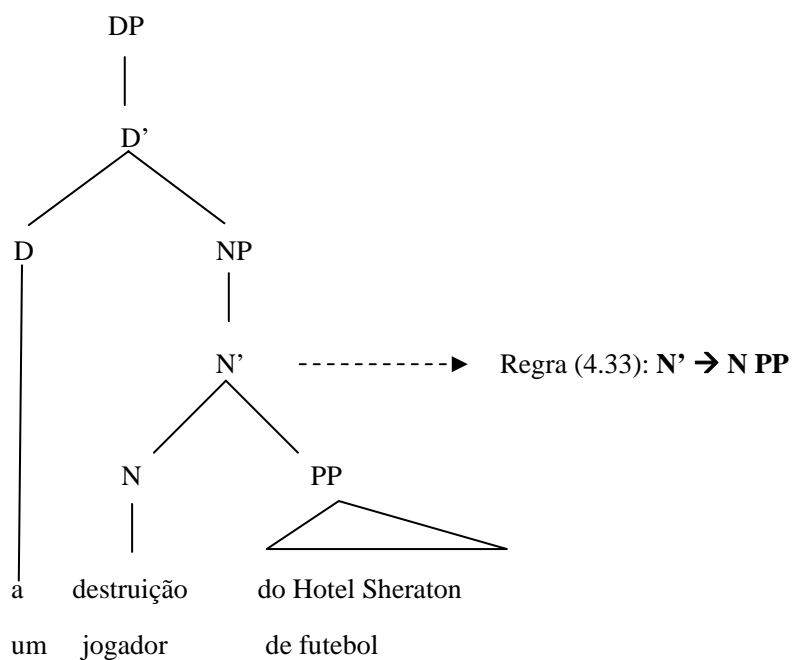 DP
D’
D NP
N’ Regra (4.33): N’ → N PP
N PP
a destruição do Hotel Sheraton
um jogador de futebol